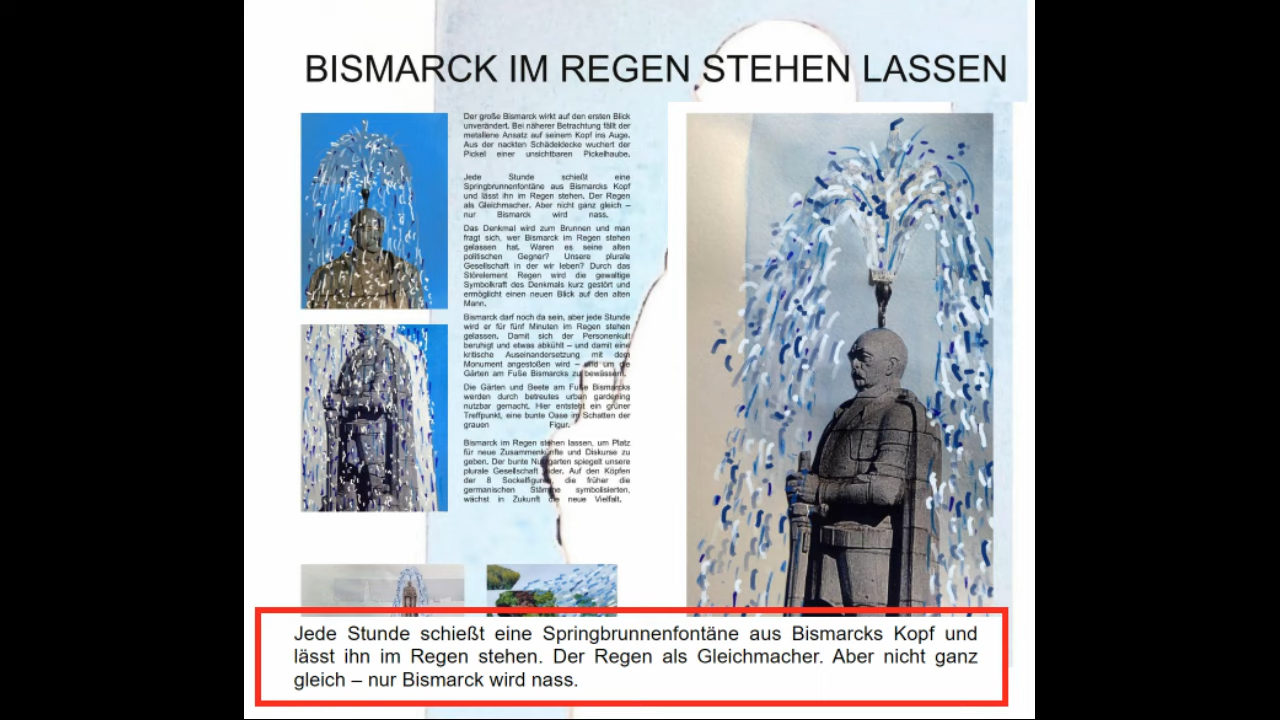 BISMARCK IM REGEN STEHEN LASSEN
Der große Bismarck wirkt auf den ersten Blick
unverändert. Bei näherer Betrachtung fällt der
metallene Ansatz auf seinem Kopf ins Auge.
Aus der nackten Schädeldecke wuchert der
Pickel einer unsichtbaren Pickelhaube.
Jede Stunde schießt eine
Springbrunnenfontäne aus Bismarcks Kopf
und lässt ihn im Regen stehen. Der Regen
als Gleichmacher. Aber nicht ganz gleich –
nur Bismarck wird nass.
Das Denkmal wird zum Brunnen und man
fragt sich, wer Bismarck im Regen stehen
gelassen hat. Waren es seine alten
politischen Gegner? Unsere plurale
Gesellschaft in der wir leben? Durch das
Störelement Regen wird die gewaltige
Symbolkraft des Denkmals kurz gestört und
ermöglicht einen neuen Blick auf den alten
Mann.
Bismarck darf noch da sein, aber jede Stunde
wird er für fünf Minuten im Regen stehen
gelassen. Damit sich der Personenkult
beruhigt und etwas abkühlt – und damit eine
kritische Auseinandersetzung mit dem
Monument angestoßen wird – und um die
Gärten am Fuße Bismarcks zu bewässern.
Die Gärten und Beete am Fuße Bismarcks
werden durch betreutes urban gardening
nutzbar gemacht. Hier entsteht ein grüner
Treffpunkt, eine bunte Oase im Schatten der
grauen Figur.
Bismarck im Regen stehen lassen, um Platz
für neue Zusammenkünfte und Diskurse zu
geben. Der bunte Nutzgarten spiegelt unsere
plurale Gesellschaft wider. Auf den Köpfen
der 8 Sockelfiguren, die früher die
germanischen Stämme symbolisierten,
wächst in Zukunft die neue Vielfalt.
Jede Stunde schießt eine Springbrunnenfontäne aus Bismarcks Kopf und
lässt ihn im Regen stehen. Der Regen als Gleichmacher. Aber nicht ganz
gleich – nur Bismarck wird nass.